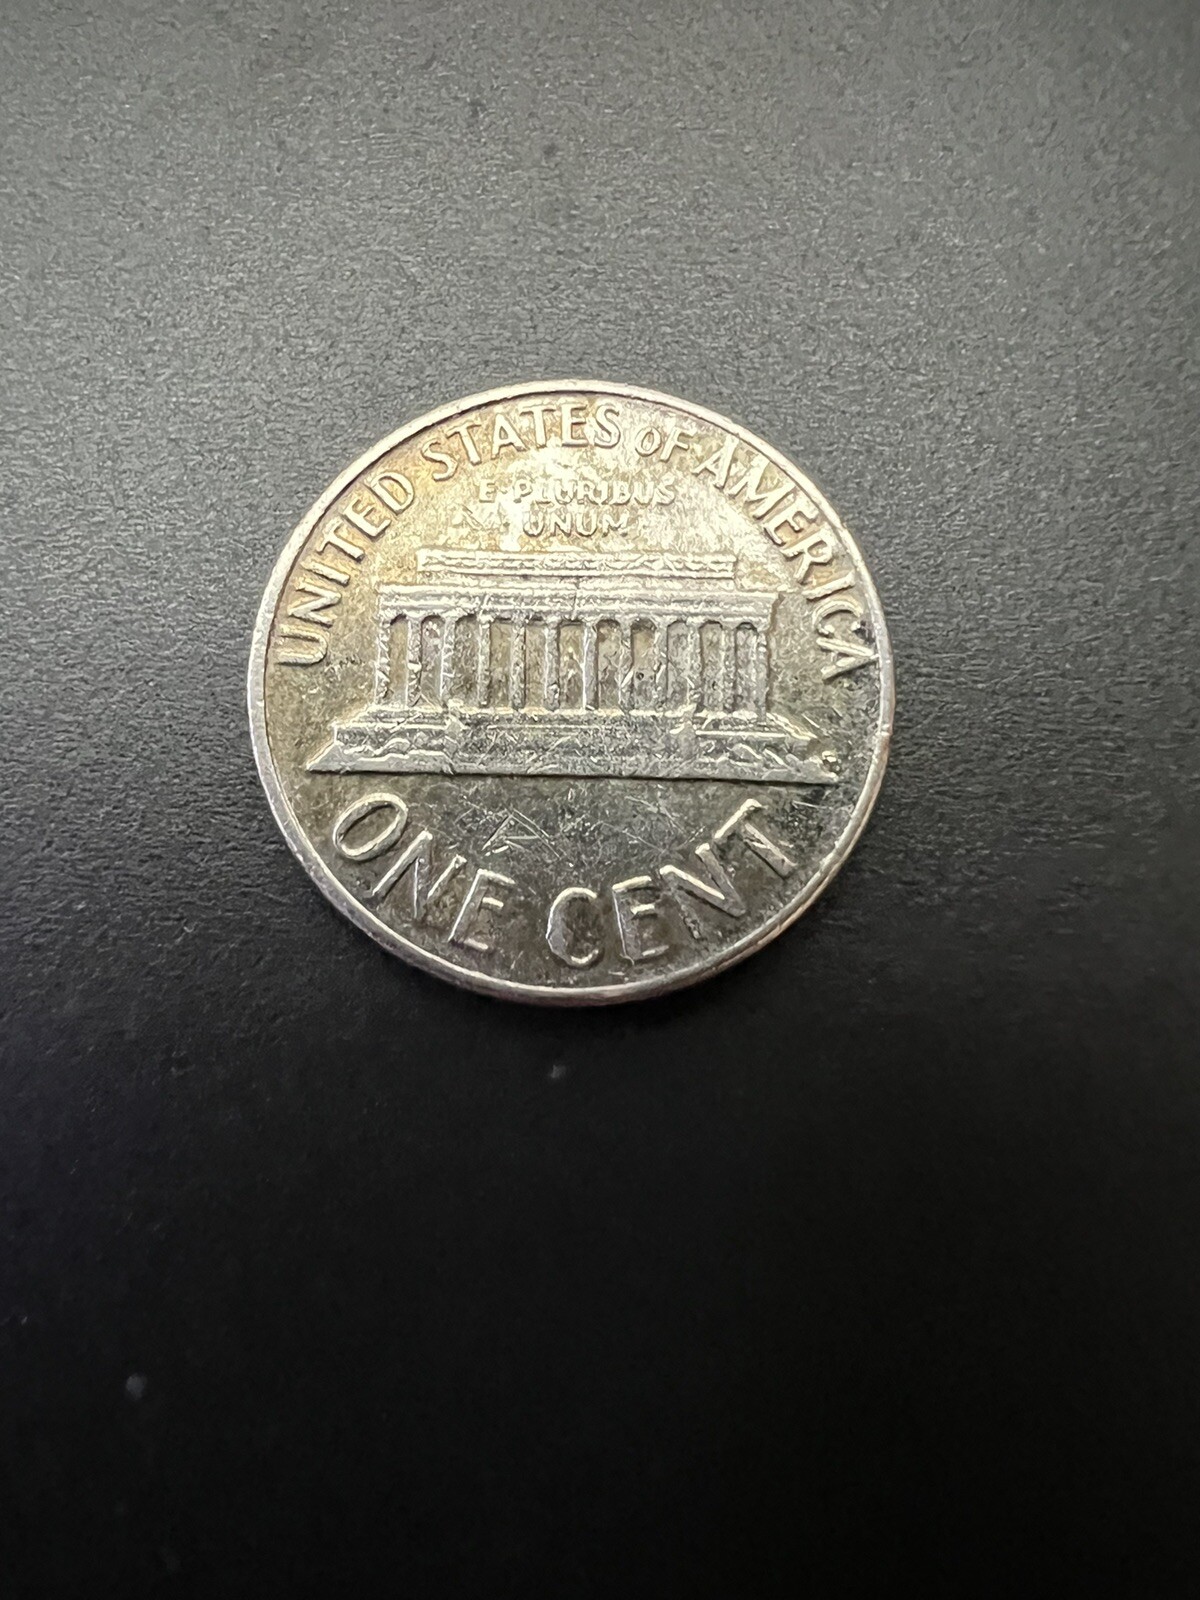 UNITED STATES OF AMERICA
E PLURIBUS
UNUM
ONE CENT